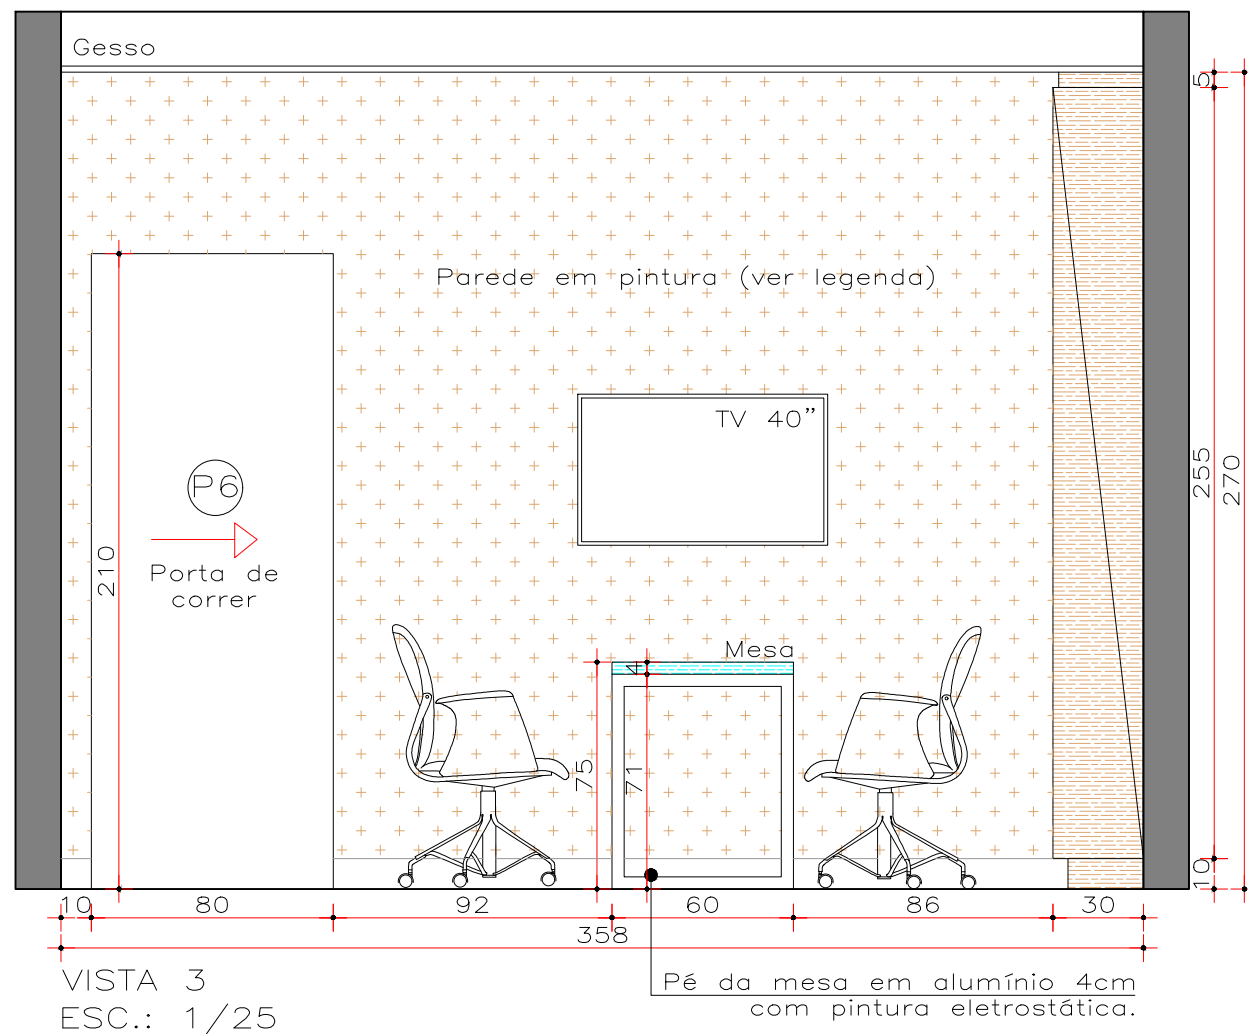 Gesso
5
Parede em pintura (ver legenda)
TV 40”
255
270
P6
210
Porta de
correr
Mesa
4
75
71
10
10
80
92
60
86
30
358
VISTA 3
ESC.: 1/25
Pé da mesa em alumínio 4cm
com pintura eletrostática.